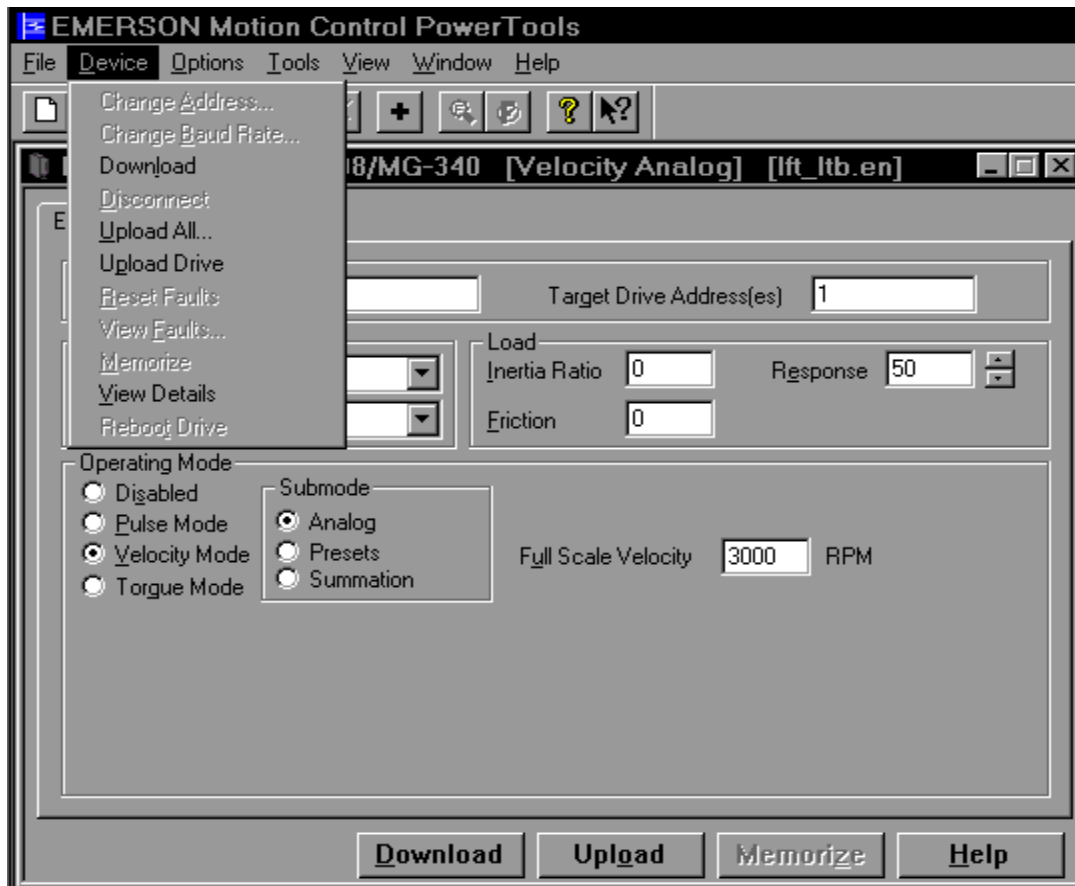 EMERSON Motion Control PowerTools
File Device Options Tools View Window Help
Change Address...
Change Baud Rate...
Download
Disconnect
Upload All...
Upload Drive
Reset Faults
View Faults...
Memorize
View Details
Reboot Drive
8/MG-340 [Velocity Analog] [lft_ltb.en]
E
Target Drive Address(es) 1
Load
Inertia Ratio 0 Response 50
Friction 0
Operating Mode
Disabled
Pulse Mode
Velocity Mode
Torque Mode
Submode
Analog
Presets
Summation
Full Scale Velocity 3000 RPM
Download Upload Memorize Help